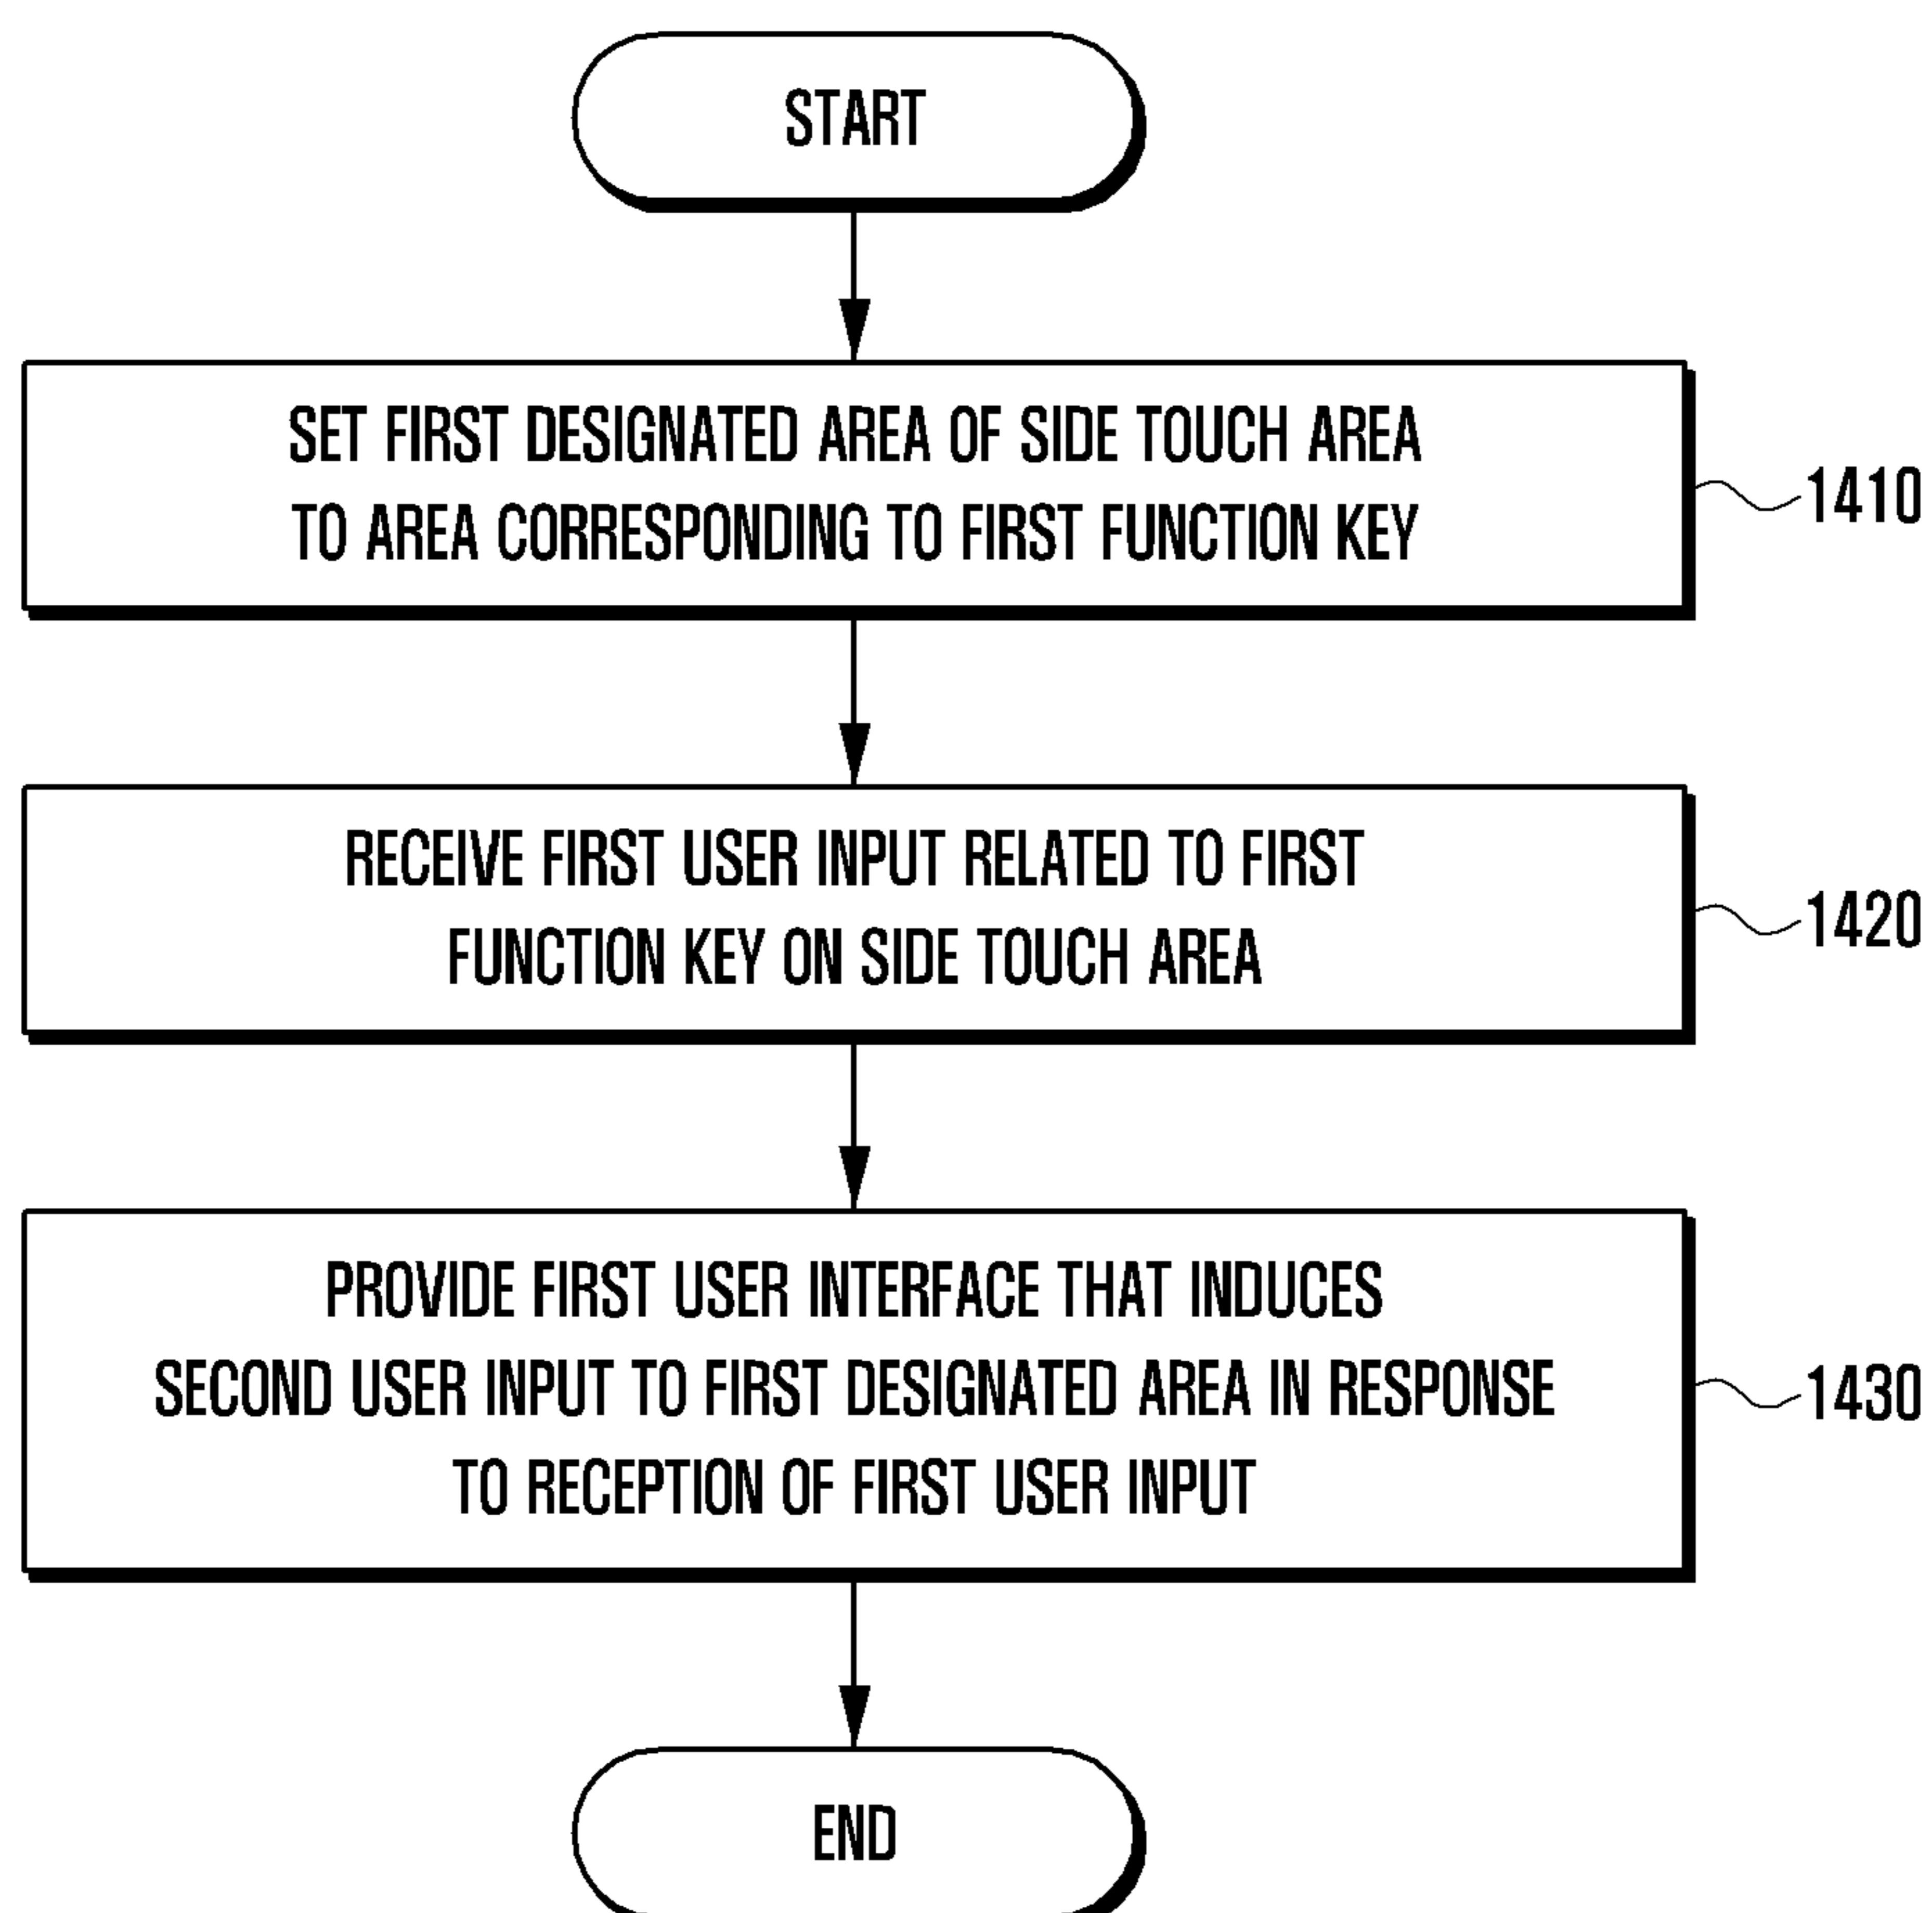 START
SET FIRST DESIGNATED AREA OF SIDE TOUCH AREA
TO AREA CORRESPONDING TO FIRST FUNCTION KEY
1410
RECEIVE FIRST USER INPUT RELATED TO FIRST
FUNCTION KEY ON SIDE TOUCH AREA
1420
PROVIDE FIRST USER INTERFACE THAT INDUCES
SECOND USER INPUT TO FIRST DESIGNATED AREA IN RESPONSE
TO RECEPTION OF FIRST USER INPUT
1430
END